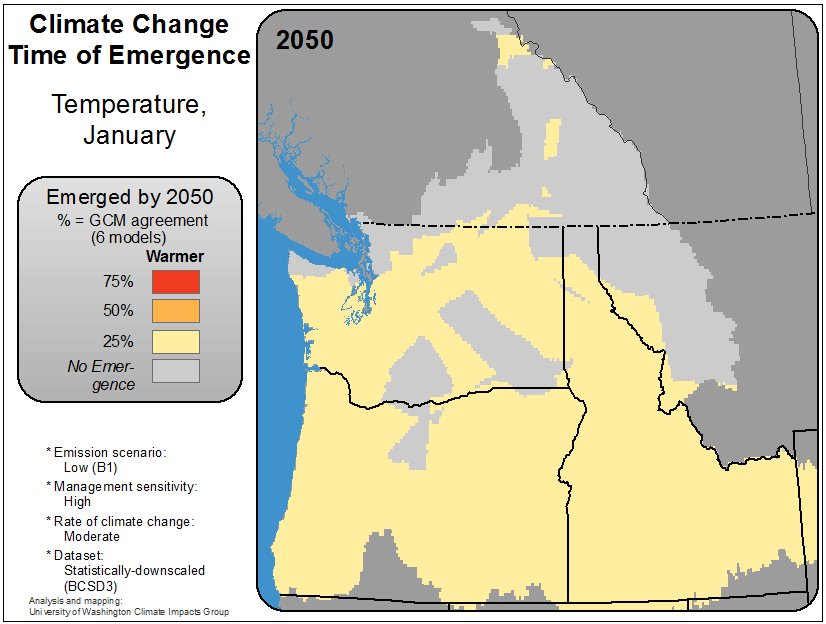 Climate Change
Time of Emergence
Temperature,
January
Emerged by 2050
% = GCM agreement
(6 models)
Warmer
75%
50%
25%
No Emer-
gence
* Emission scenario:
Low (B1)
* Management sensitivity:
High
* Rate of climate change:
Moderate
* Dataset:
Statistically-downscaled
(BCSD3)
Analysis and mapping:
University of Washington Climate Impacts Group
2050